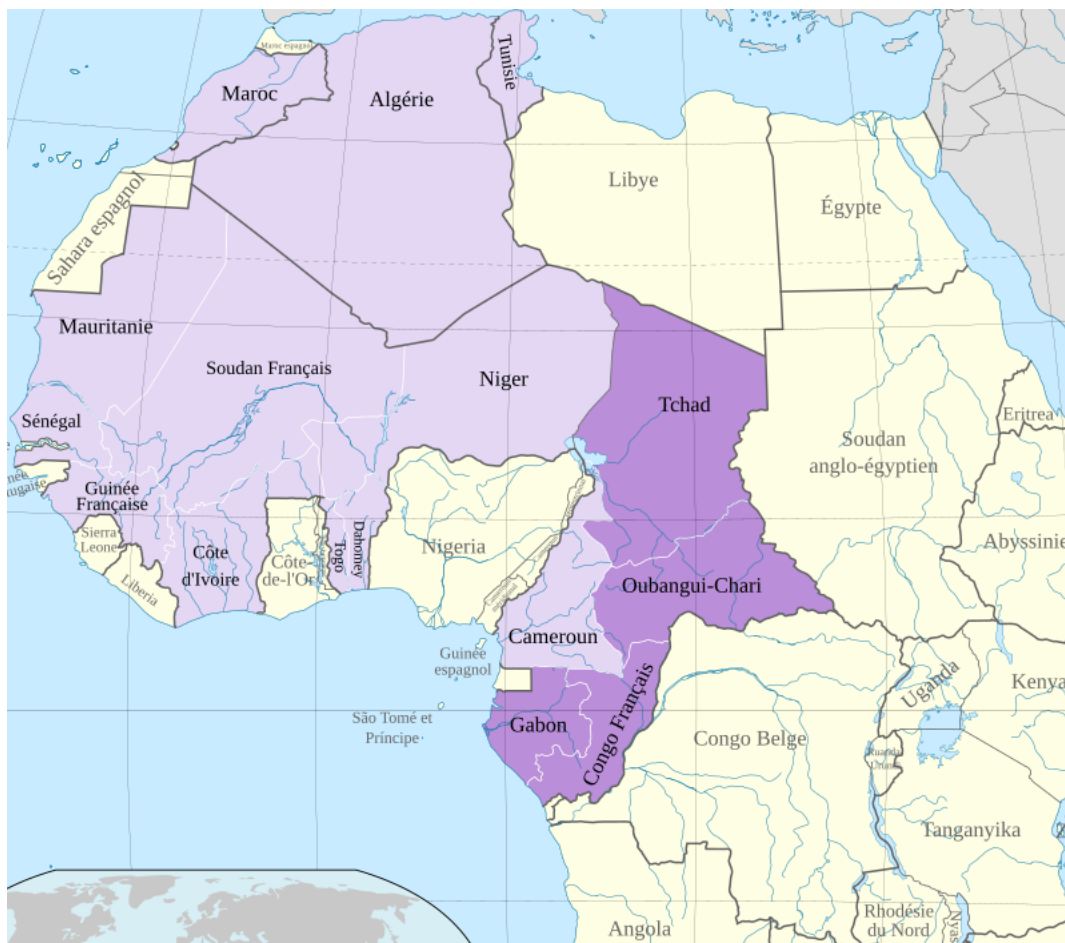 Maroc espagnol
Tunisie
Maroc
Algérie
Libye
Égypte
Sahara espagnol
Mauritanie
Soudan Français
Niger
Tchad
Sénégal
Eritrea
Soudan
anglo-égyptien
Guinée
Française
Sierra
Leone
Liberia
Côte
d'Ivoire
Côte-
de-l'Or
Togo
Dahomey
Nigeria
Abyssinie
Oubangui-Chari
Cameroun
Guinée
espagnol
Uganda
Kenya
São Tomé et
Príncipe
Gabon
Congo Français
Congo Belge
Ruanda
Tanganyika
Rhodésie
du Nord
Nyas
Angola